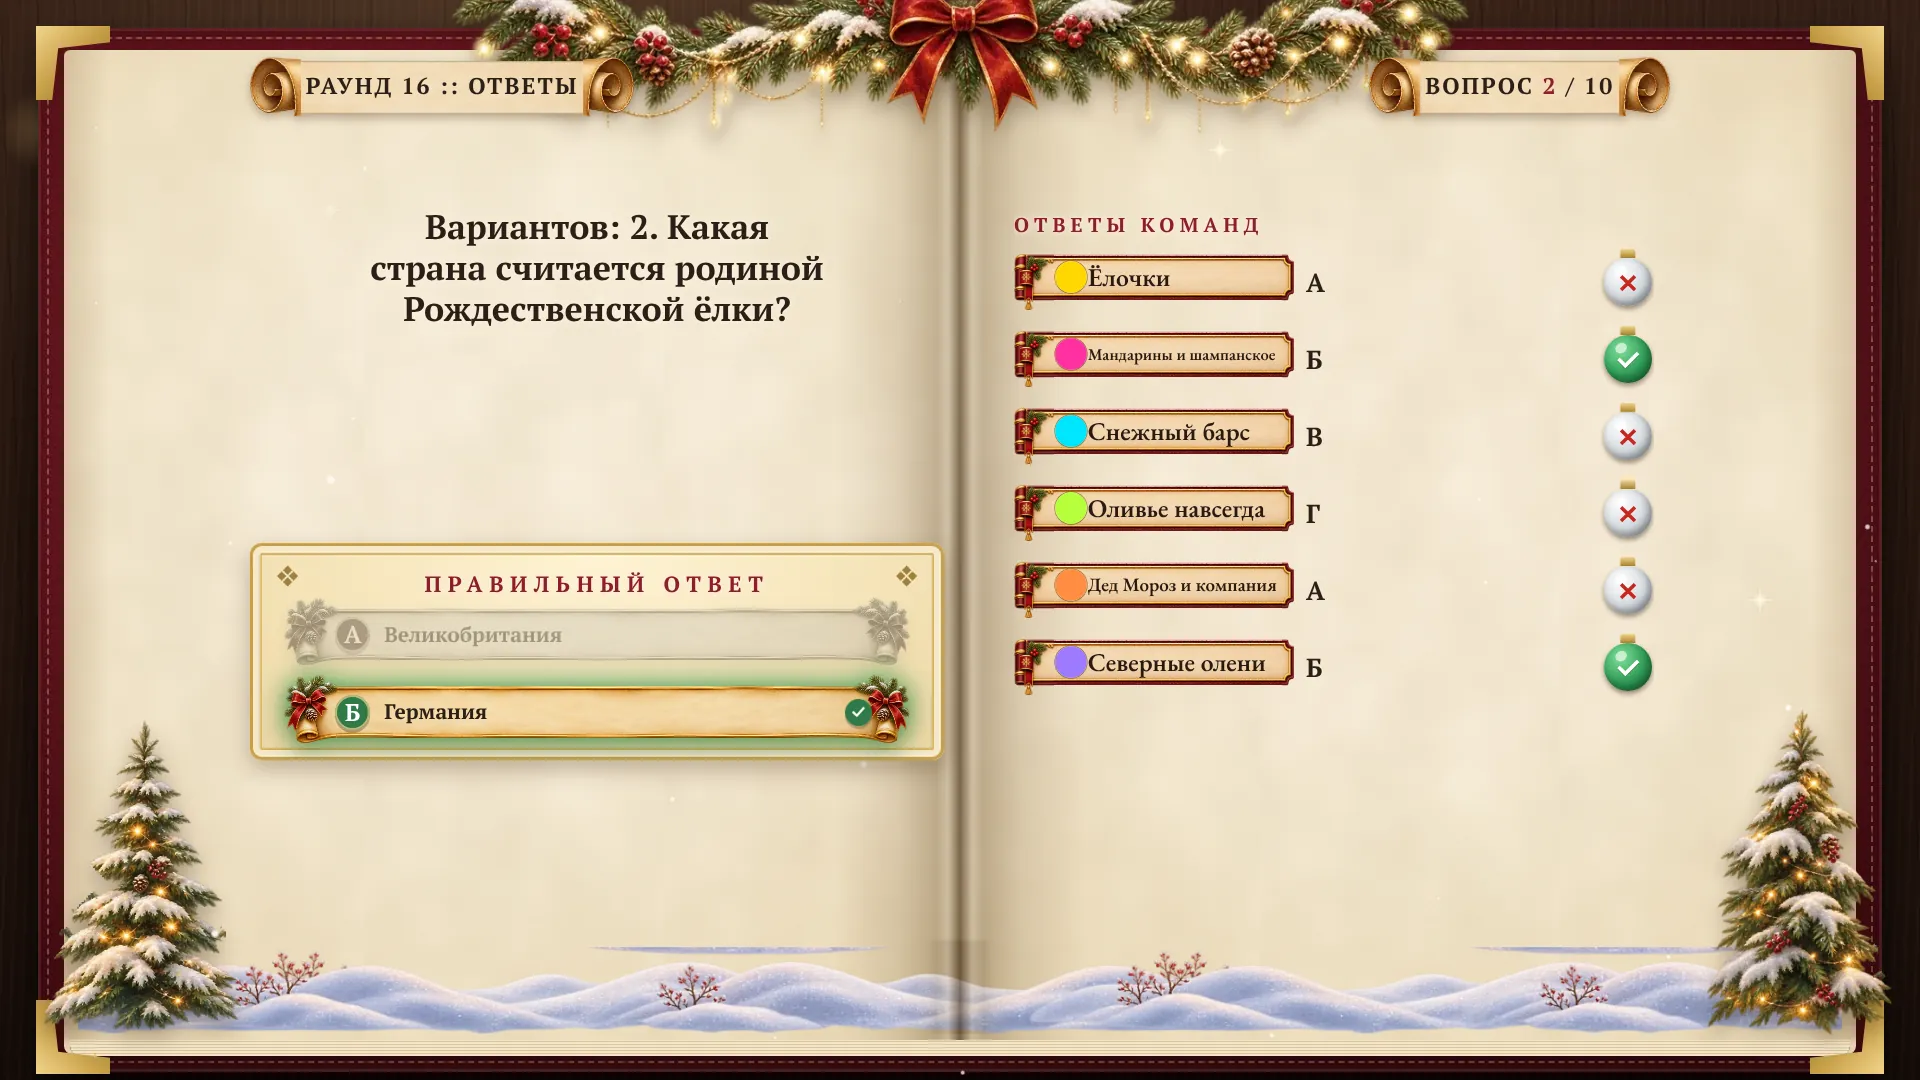 РАУНД 16 :: ОТВЕТЫ
ВОПРОС 2 / 10
Вариантов: 2. Какая
страна считается родиной
Рождественской ёлки?
ПРАВИЛЬНЫЙ ОТВЕТ
А Великобритания
Б Германия
ОТВЕТЫ КОМАНД
Ёлочки А
Мандарины и шампанское Б
Снежный барс В
Оливье навсегда Г
Дед Мороз и компания А
Северные олени Б